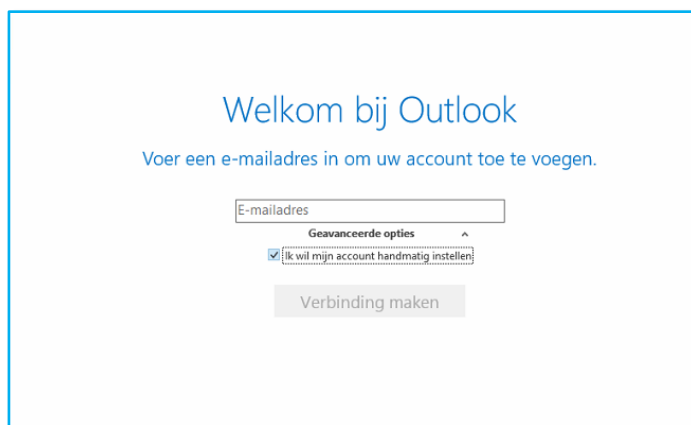 Welkom bij Outlook
Voer een e-mailadres in om uw account toe te voegen.
E-mailadres
Geavanceerde opties
Ik wil mijn account handmatig instellen
Verbinding maken